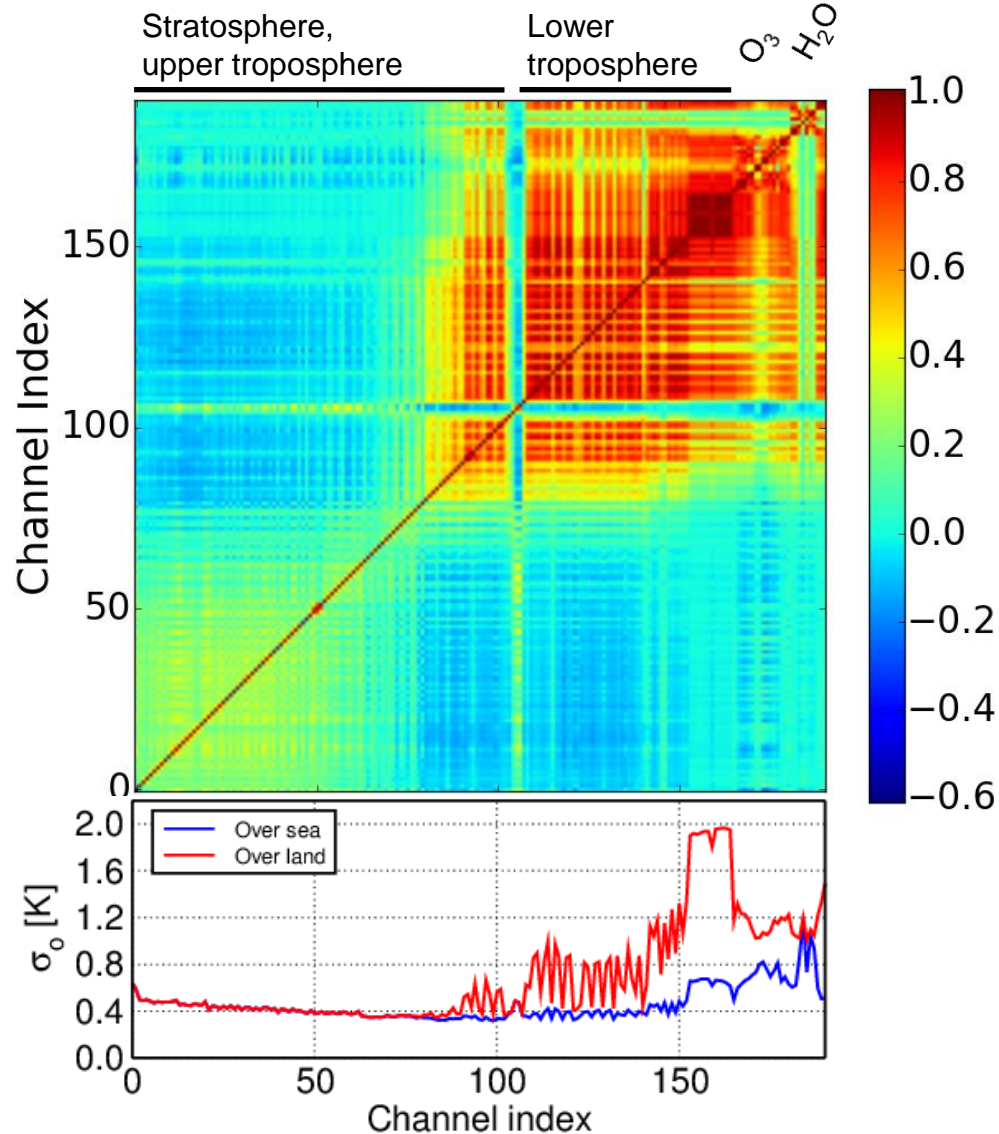 Stratosphere,
upper troposphere
Lower
troposphere
O₃
H₂O
1.0
0.8
0.6
0.4
0.2
0.0
−0.2
−0.4
−0.6
Channel Index
150
100
50
0
Over sea
Over land
σₒ [K]
2.0
1.6
1.2
0.8
0.4
0.0
0 50 100 150
Channel index